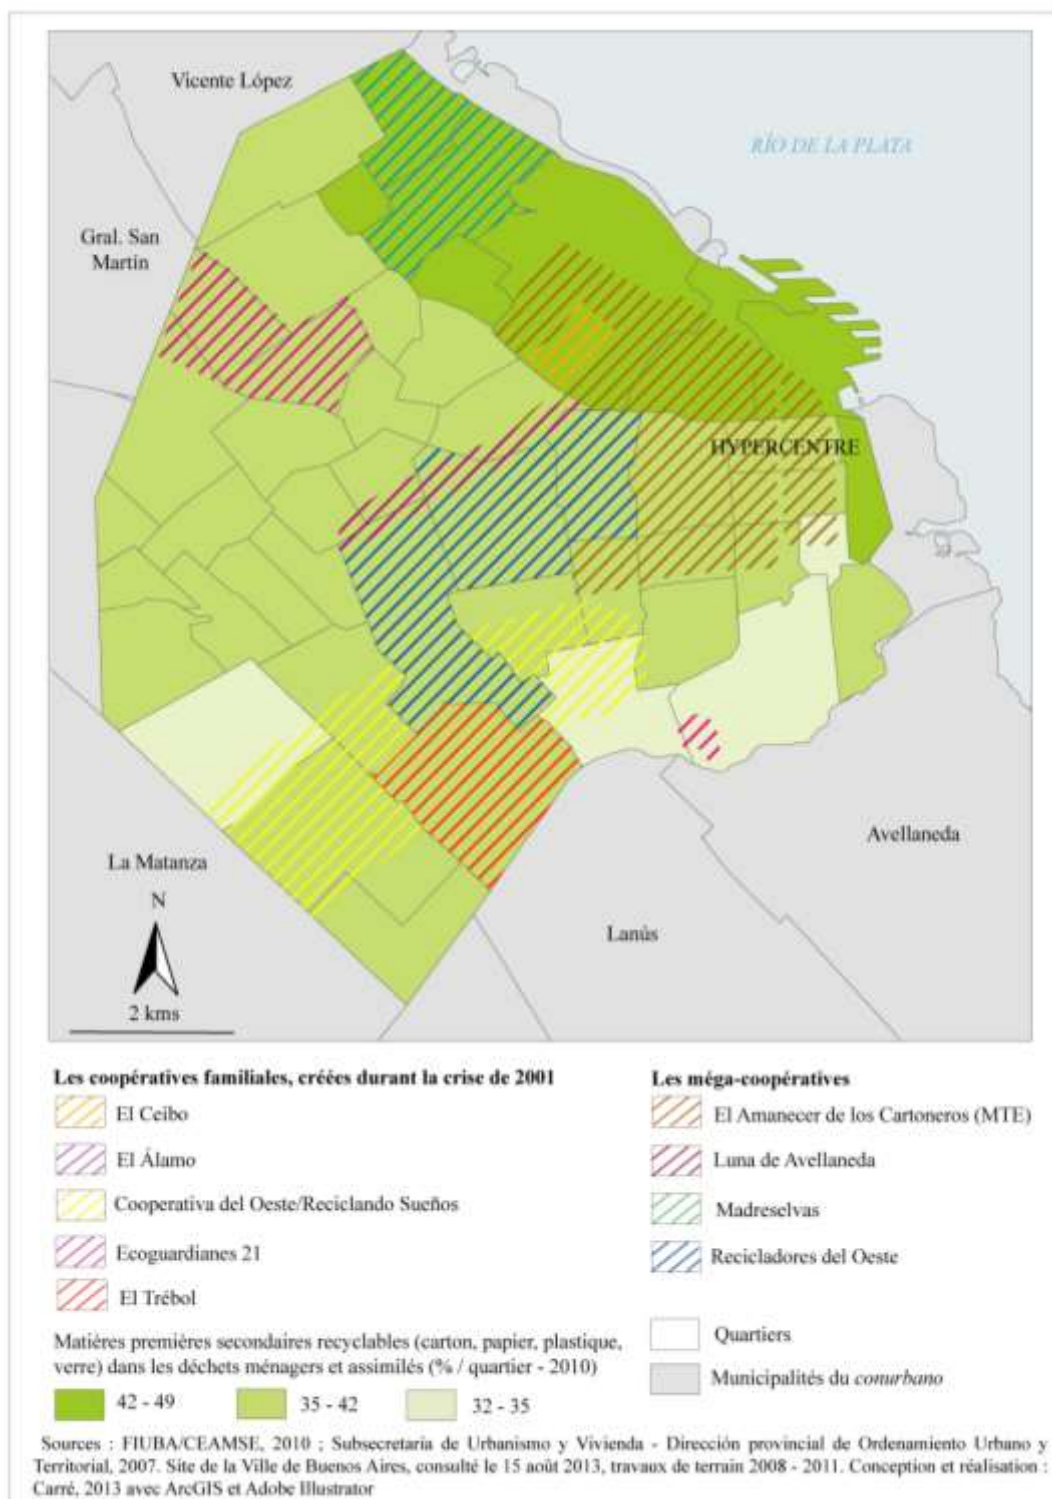 Vicente López
RÍO DE LA PLATA
Gral. San
Martín
HYPERCENTRE
La Matanza
Avellaneda
Lanús
N
2 kms
Les coopératives familiales, créées durant la crise de 2001
El Ceibo
El Álamo
Cooperativa del Oeste/Reciclando Sueños
Ecoguardianes 21
El Trébol
Matières premières secondaires recyclables (carton, papier, plastique,
verre) dans les déchets ménagers et assimilés (% / quartier - 2010)
42 - 49
35 - 42
32 - 35
Les méga-coopératives
El Amanecer de los Cartoneros (MTE)
Luna de Avellaneda
Madreselvas
Recicladores del Oeste
Quartiers
Municipalités du conurbano
Sources : FIUBA/CEAMSE, 2010 ; Subsecretaria de Urbanismo y Vivienda - Dirección provincial de Ordenamiento Urbano y
Territorial, 2007. Site de la Ville de Buenos Aires, consulté le 15 août 2013, travaux de terrain 2008 - 2011. Conception et réalisation :
Carré, 2013 avec ArcGIS et Adobe Illustrator